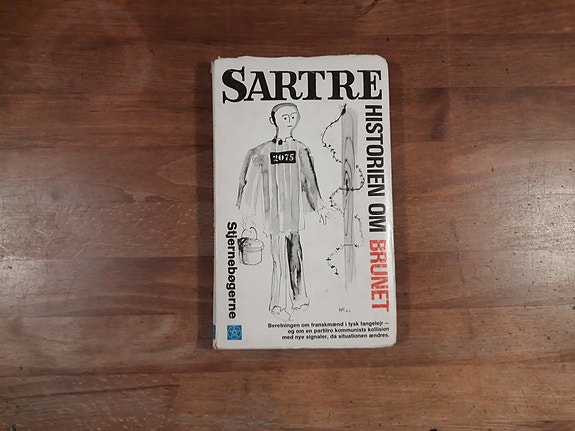 SARTRE
HISTORIEN OM BRUNET
2075
Stjernebøgerne
Beretningen om franskmænd i tysk fangelejr –
og om en partitro kommunists kollision
med nye signaler, da situationen ændres.